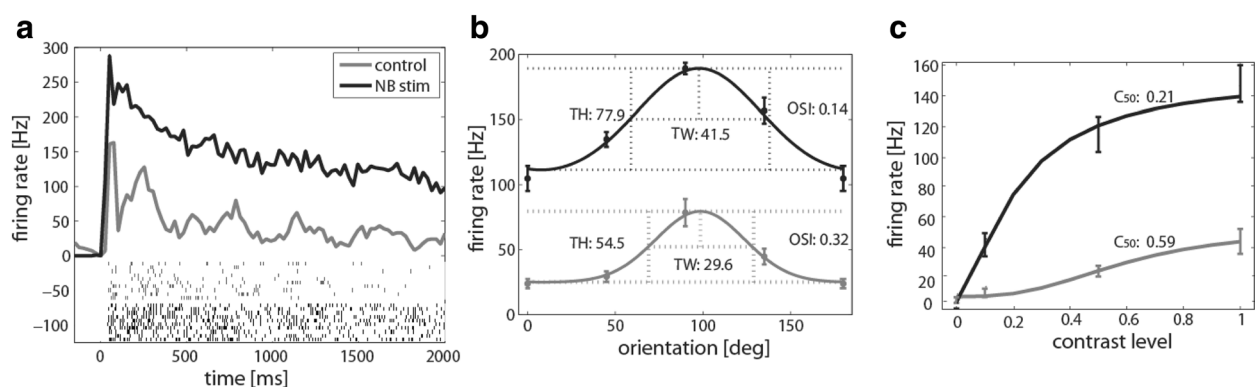 a
300
250
200
150
100
50
0
−50
−100
firing rate [Hz]
control
NB stim
0 500 1000 1500 2000
time [ms]
b
200
150
100
50
0
firing rate [Hz]
TH: 77.9
OSI: 0.14
TW: 41.5
TH: 54.5
OSI: 0.32
TW: 29.6
0 50 100 150
orientation [deg]
c
160
140
120
100
80
60
40
20
0
firing rate [Hz]
C50: 0.21
C50: 0.59
0 0.2 0.4 0.6 0.8 1
contrast level